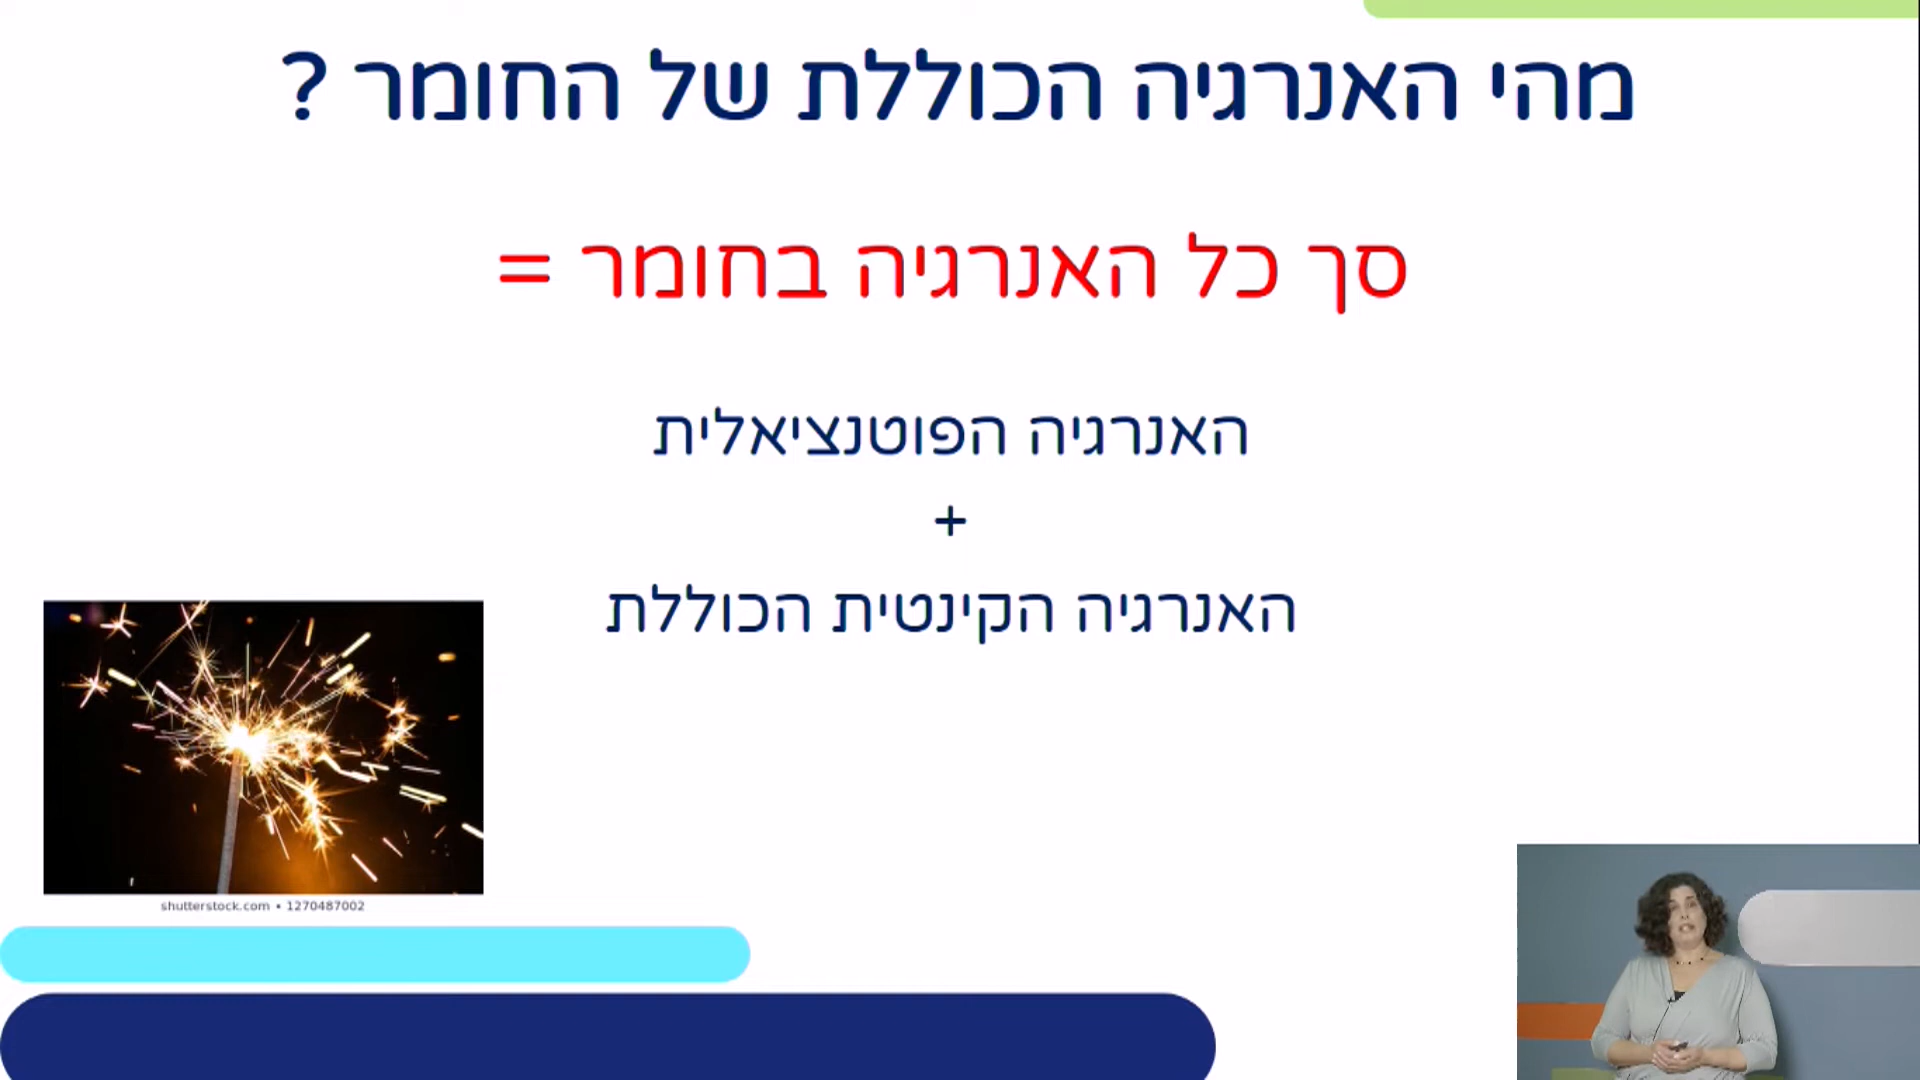 מהי האנרגיה הכוללת של החומר ?
סך כל האנרגיה בחומר =
האנרגיה הפוטנציאלית
+
האנרגיה הקינטית הכוללת
shutterstock.com • 1270487002